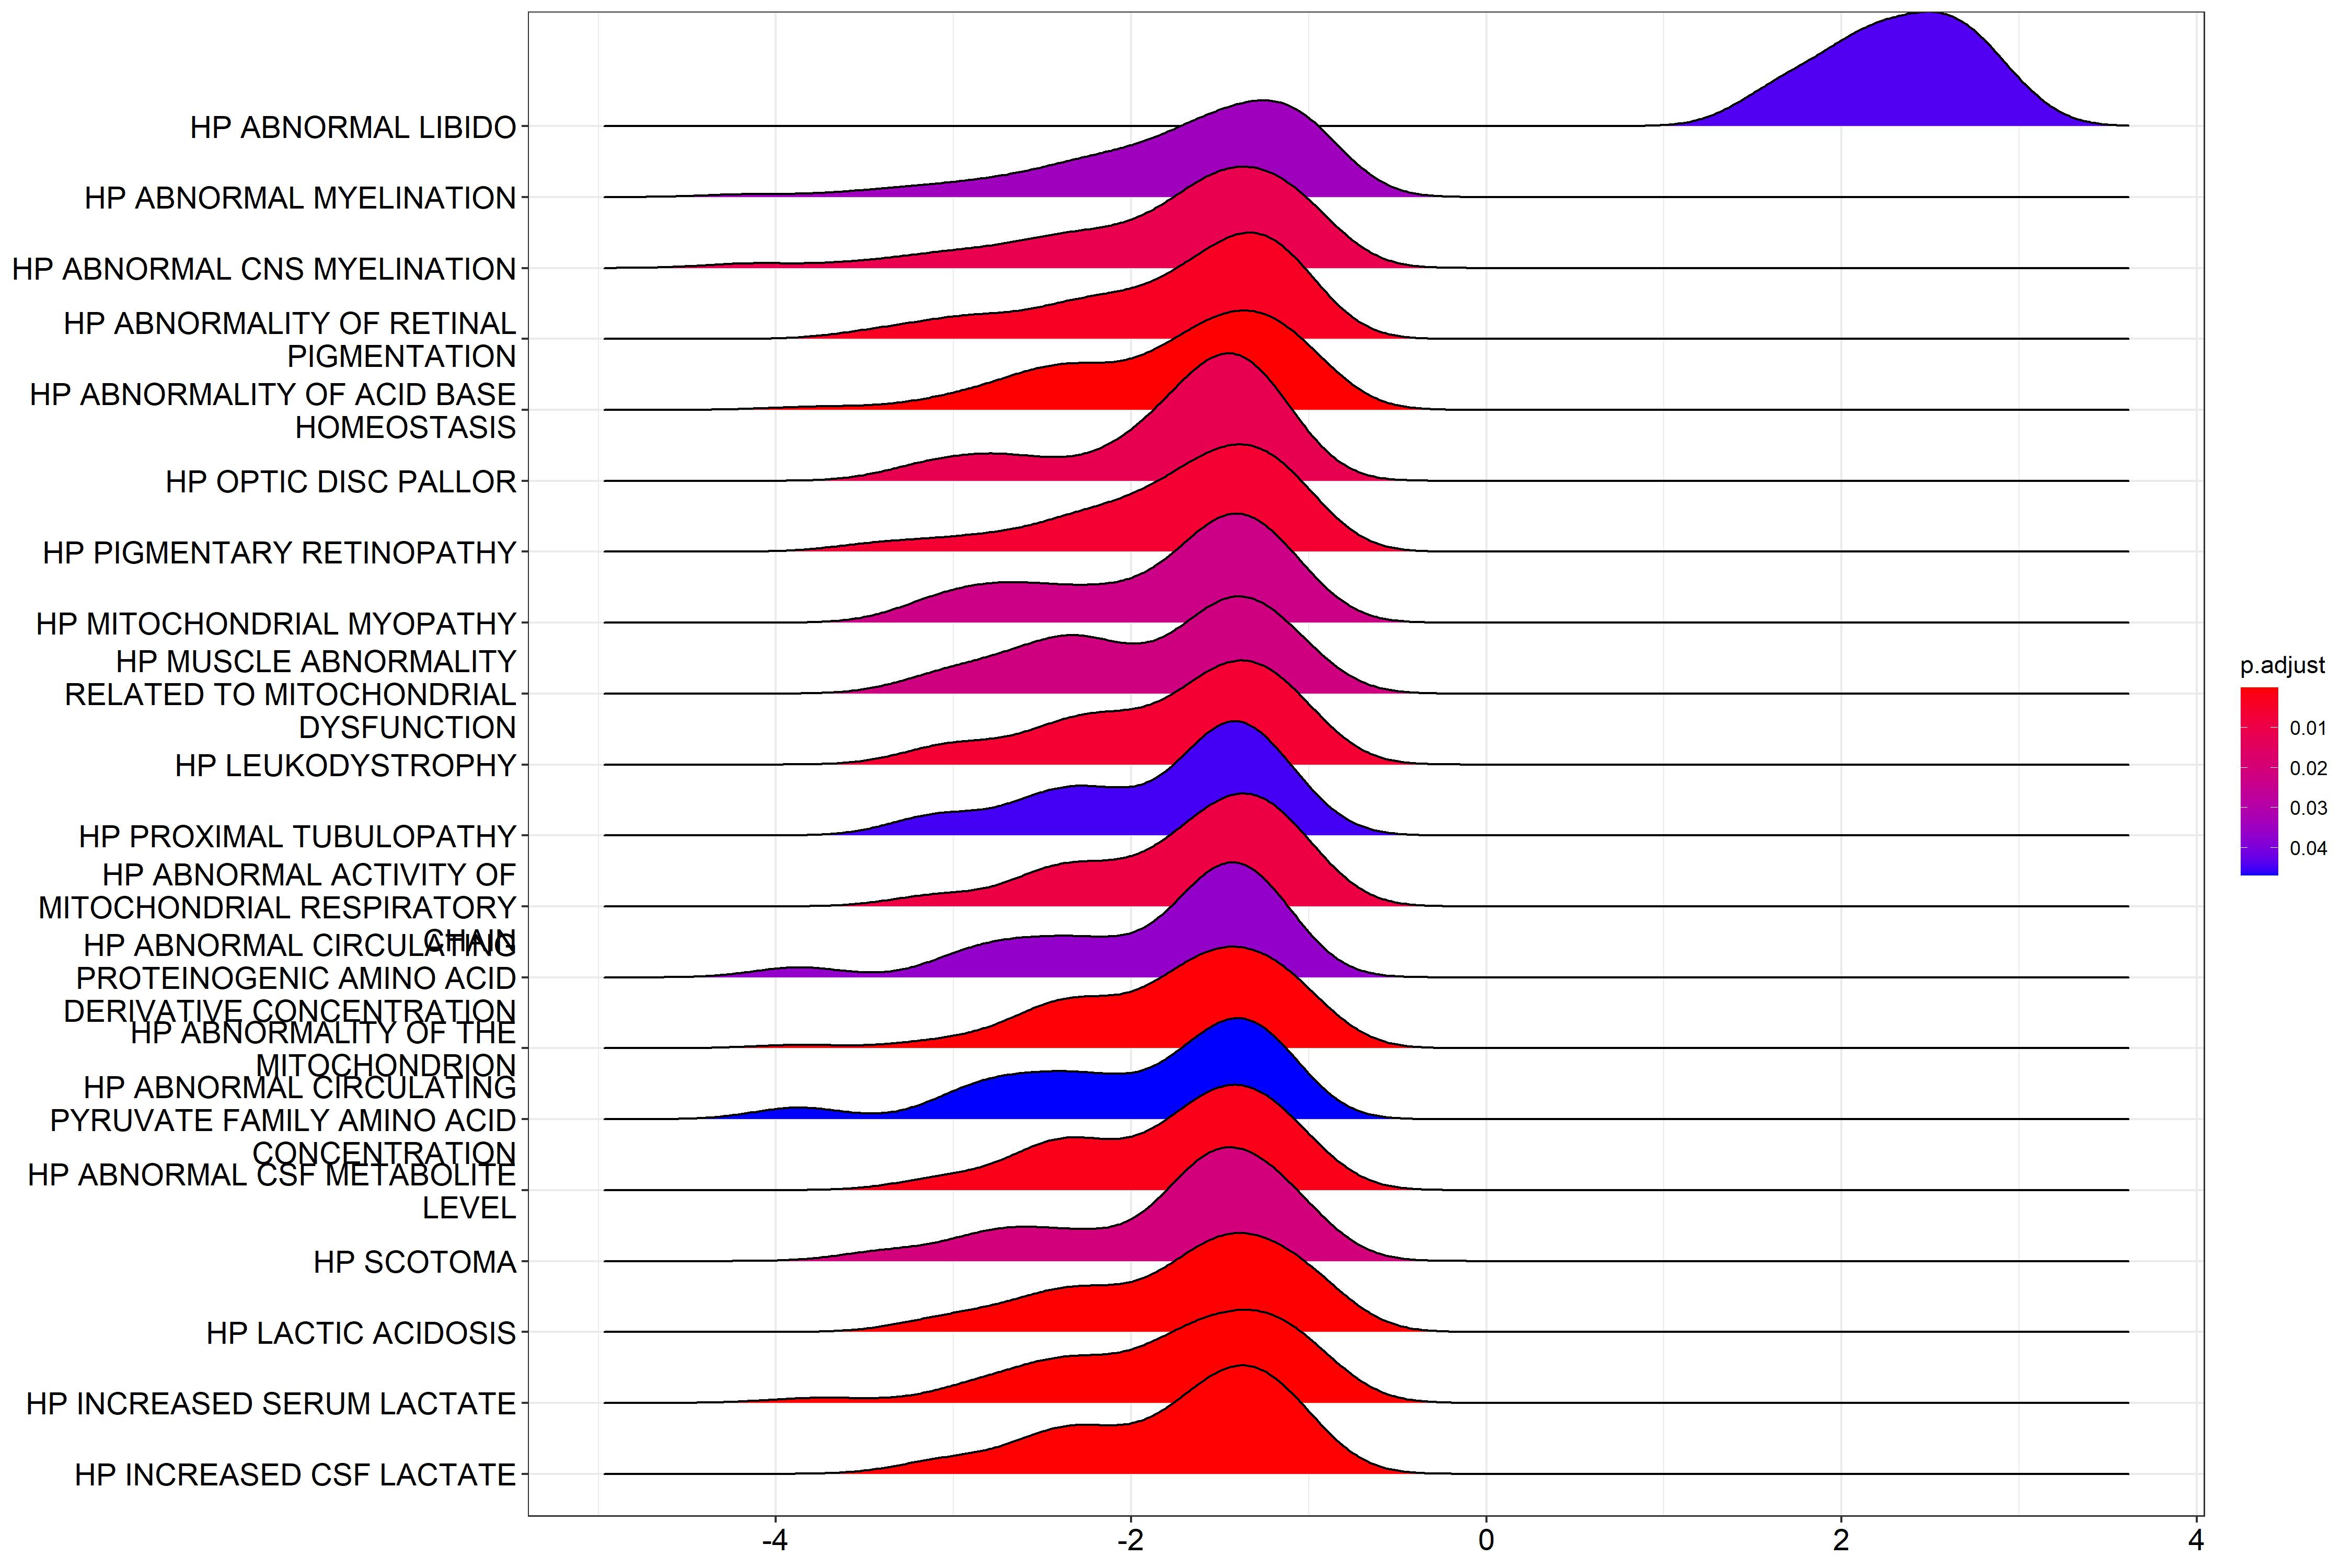 HP ABNORMAL LIBIDO
HP ABNORMAL MYELINATION
HP ABNORMAL CNS MYELINATION
HP ABNORMALITY OF RETINAL
PIGMENTATION
HP ABNORMALITY OF ACID BASE
HOMEOSTASIS
HP OPTIC DISC PALLOR
HP PIGMENTARY RETINOPATHY
HP MITOCHONDRIAL MYOPATHY
HP MUSCLE ABNORMALITY
RELATED TO MITOCHONDRIAL
DYSFUNCTION
HP LEUKODYSTROPHY
HP PROXIMAL TUBULOPATHY
HP ABNORMAL ACTIVITY OF
MITOCHONDRIAL RESPIRATORY
CHAIN
HP ABNORMAL CIRCULATING
PROTEINOGENIC AMINO ACID
DERIVATIVE CONCENTRATION
HP ABNORMALITY OF THE
MITOCHONDRION
HP ABNORMAL CIRCULATING
PYRUVATE FAMILY AMINO ACID
CONCENTRATION
HP ABNORMAL CSF METABOLITE
LEVEL
HP SCOTOMA
HP LACTIC ACIDOSIS
HP INCREASED SERUM LACTATE
HP INCREASED CSF LACTATE
-4 -2 0 2 4
p.adjust
0.01
0.02
0.03
0.04